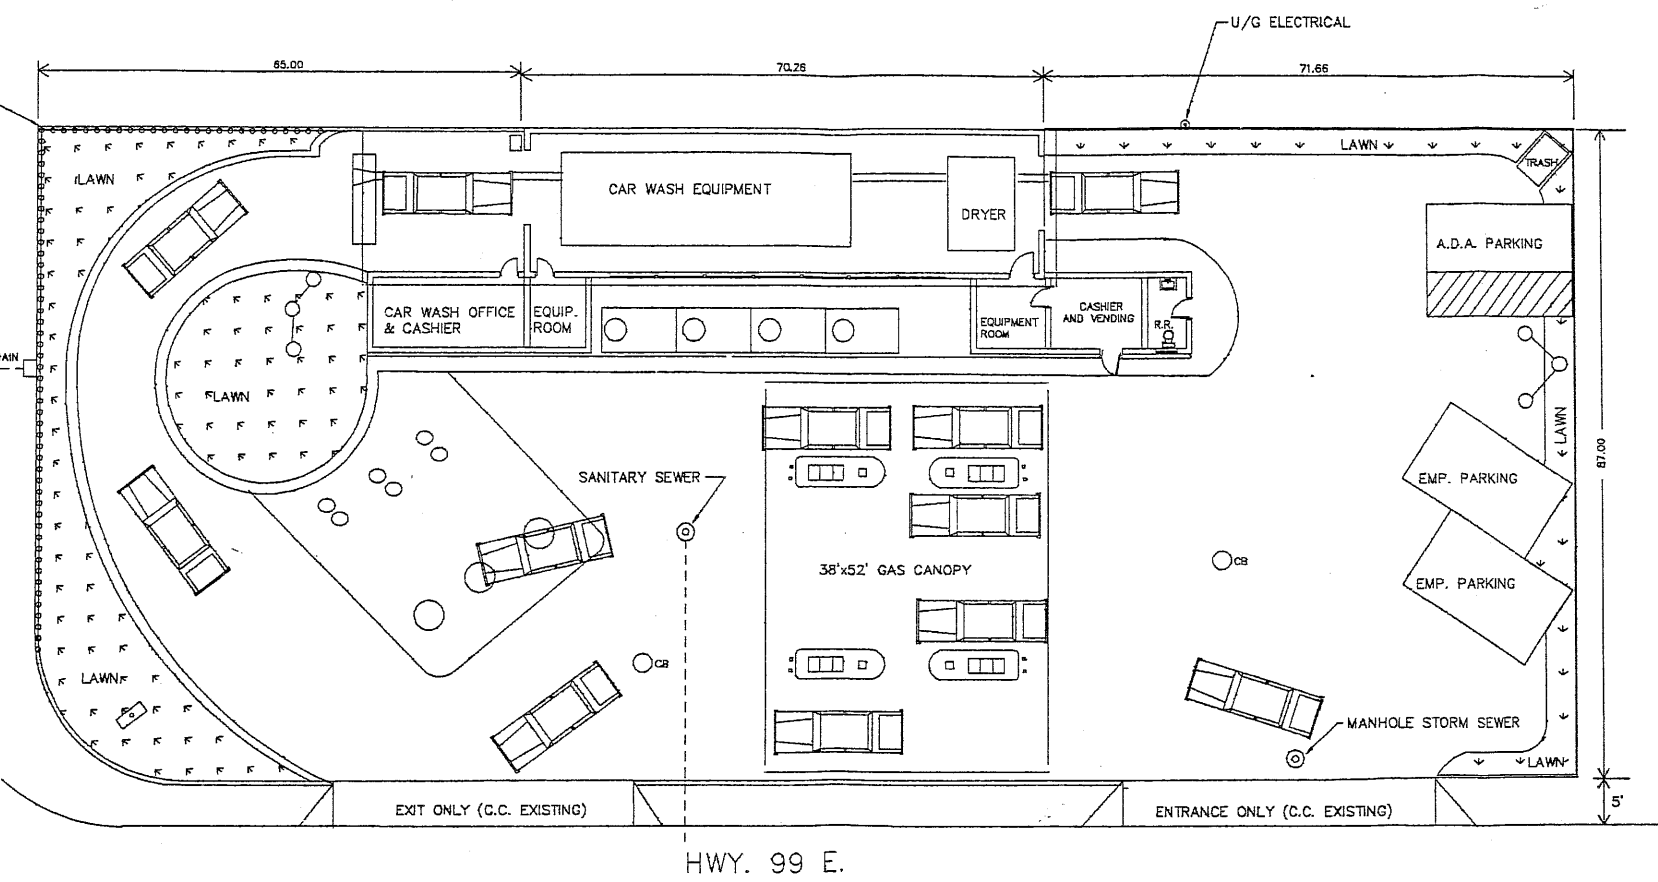 U/G ELECTRICAL
65.00
70.26
71.66
LAWN
LAWN
TRASH
CAR WASH EQUIPMENT
DRYER
A.D.A. PARKING
CAR WASH OFFICE
& CASHIER
EQUIP.
ROOM
EQUIPMENT
ROOM
CASHIER
AND VENDING
R.R.
LAWN
LAWN
87.00
SANITARY SEWER
EMP. PARKING
38'x52' GAS CANOPY
CB
EMP. PARKING
CB
LAWN
MANHOLE STORM SEWER
LAWN
EXIT ONLY (C.C. EXISTING)
ENTRANCE ONLY (C.C. EXISTING)
5'
HWY. 99 E.